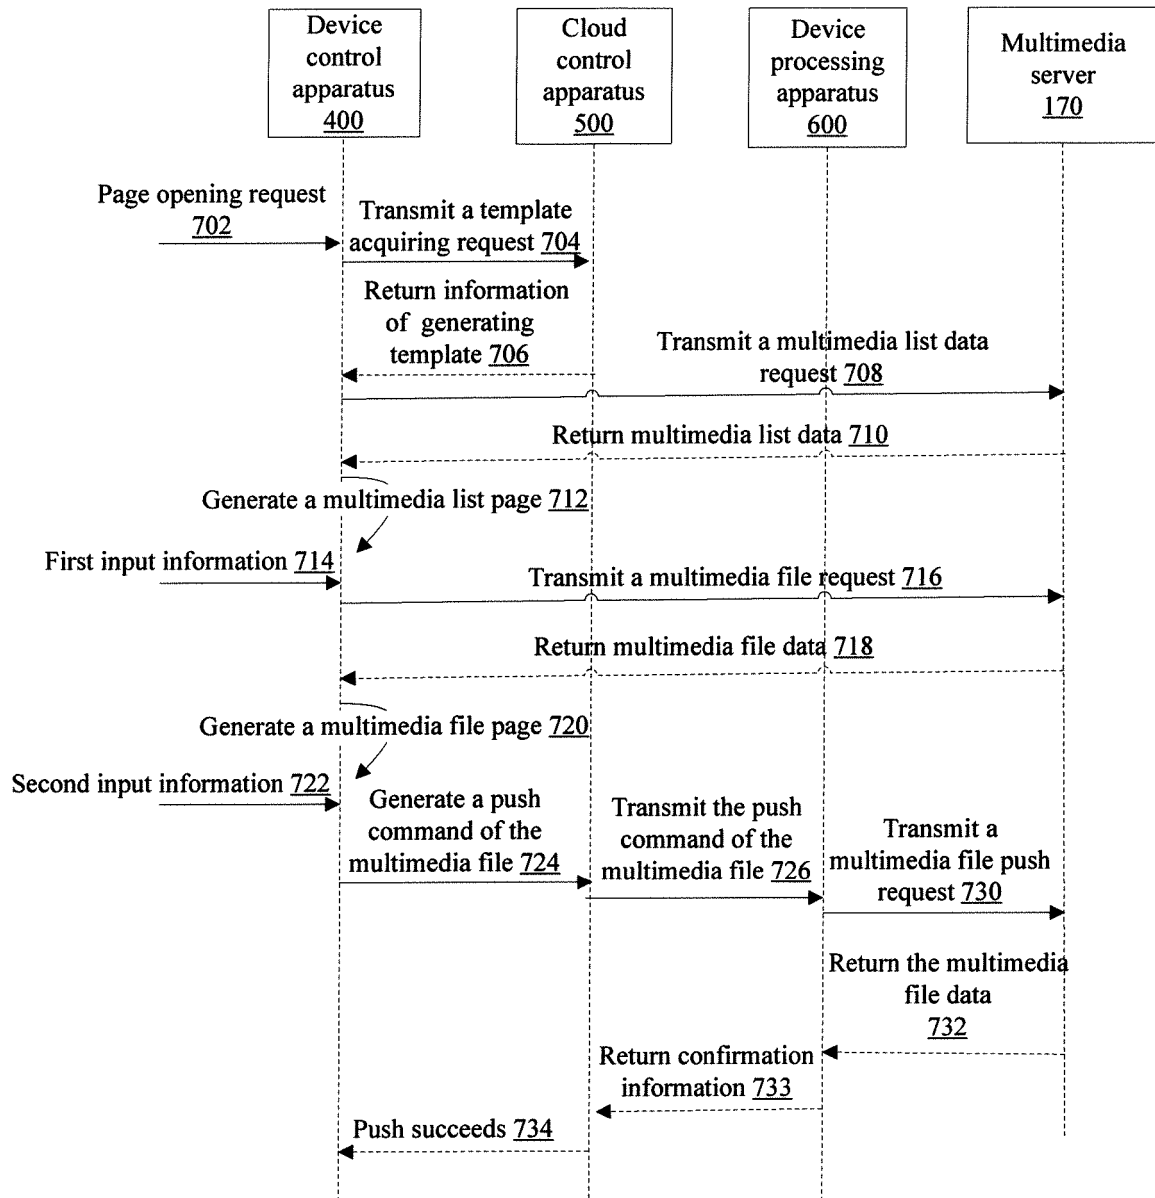 Device
control
apparatus
400
Cloud
control
apparatus
500
Device
processing
apparatus
600
Multimedia
server
170
Page opening request
702
Transmit a template
acquiring request 704
Return information
of generating
template 706
Transmit a multimedia list data
request 708
Return multimedia list data 710
Generate a multimedia list page 712
First input information 714
Transmit a multimedia file request 716
Return multimedia file data 718
Generate a multimedia file page 720
Second input information 722
Generate a push
command of the
multimedia file 724
Transmit the push
command of the
multimedia file 726
Transmit a
multimedia file push
request 730
Return the multimedia
file data
732
Return confirmation
information 733
Push succeeds 734